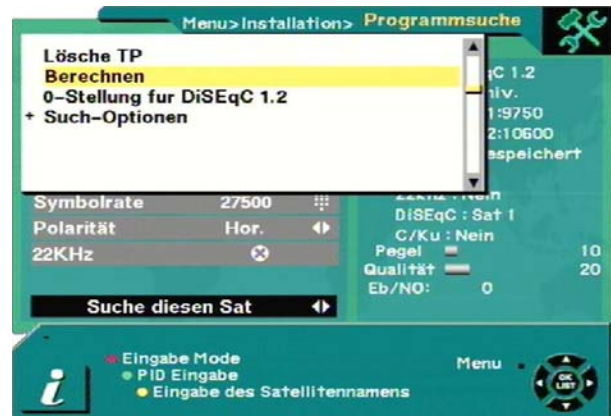 Menu>Installation> Programmsuche
Lösche TP
Berechnen
0-Stellung fur DiSEqC 1.2
+ Such-Optionen
1.2
niv.
1:9750
2:10600
espeichert
Symbolrate 27500
Polarität Hor.
22KHz
Suche diesen Sat
22KHz : Nein
DiSEqC : Sat 1
C/Ku : Nein
Pegel 10
Qualität 20
Eb/NO: 0
Eingabe Mode
PID Eingabe
Eingabe des Satellitennamens
Menu
OK
LIST
i